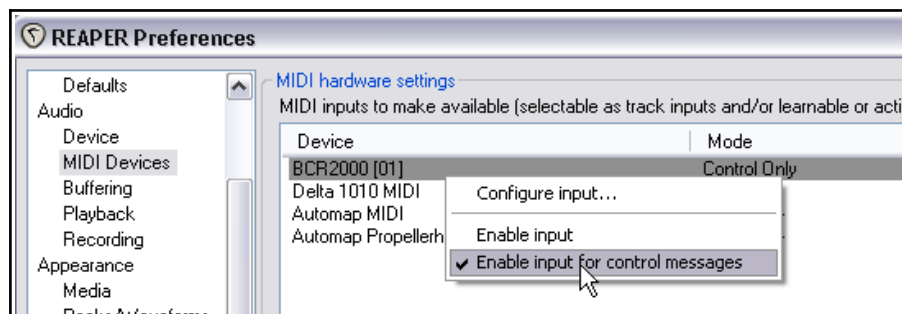 REAPER Preferences
Defaults
Audio
Device
MIDI Devices
Buffering
Playback
Recording
Appearance
Media
MIDI hardware settings
MIDI inputs to make available (selectable as track inputs and/or learnable or acti
Device Mode
BCR2000 [01] Control Only
Delta 1010 MIDI
Automap MIDI
Automap Propellerh
Configure input...
Enable input
✓ Enable input for control messages